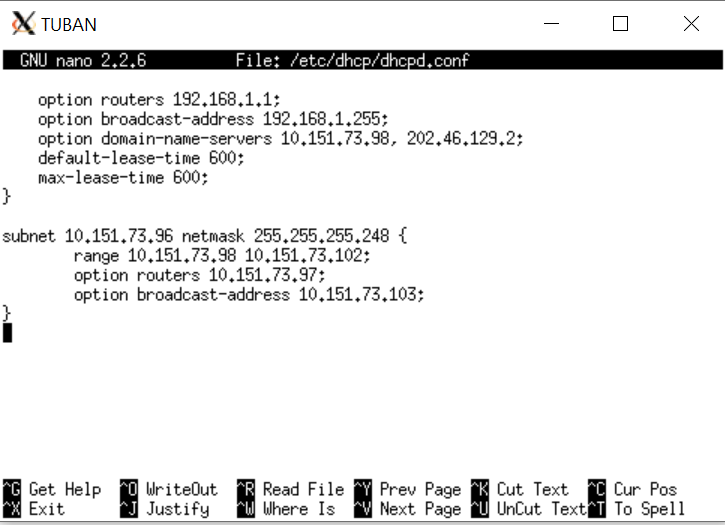 TUBAN
GNU nano 2.2.6 File: /etc/dhcp/dhcpd.conf
option routers 192.168.1.1;
option broadcast-address 192.168.1.255;
option domain-name-servers 10.151.73.98, 202.46.129.2;
default-lease-time 600;
max-lease-time 600;
}
subnet 10.151.73.96 netmask 255.255.255.248 {
range 10.151.73.98 10.151.73.102;
option routers 10.151.73.97;
option broadcast-address 10.151.73.103;
}
^G Get Help ^O WriteOut ^R Read File ^Y Prev Page ^K Cut Text ^C Cur Pos
^X Exit ^J Justify ^W Where Is ^V Next Page ^U UnCut Text^T To Spell